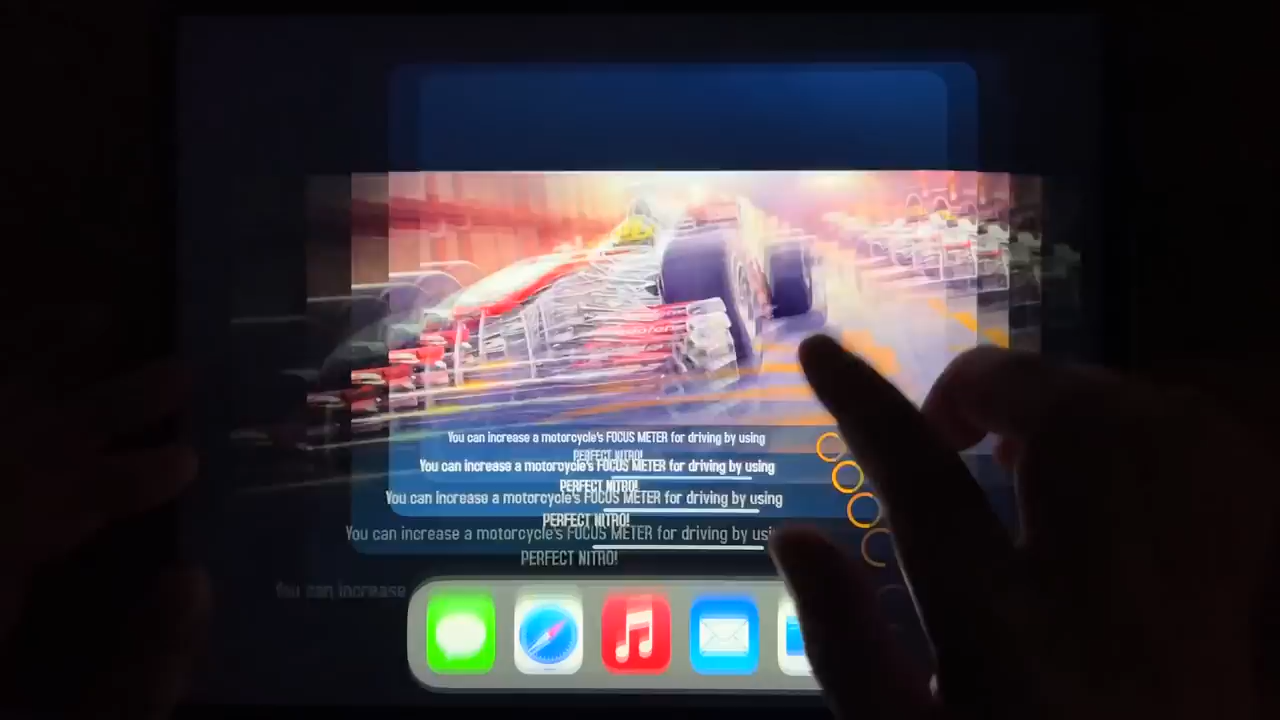 You can increase a motorcycle's FOCUS METER for driving by using
PERFECT NITRO!
You can increase a motorcycle's FOCUS METER for driving by using
PERFECT NITRO!
You can increase a motorcycle's FOCUS METER for driving by using
PERFECT NITRO!
You can increase a motorcycle's FOCUS METER for driving by
PERFECT NITRO!
You can increase